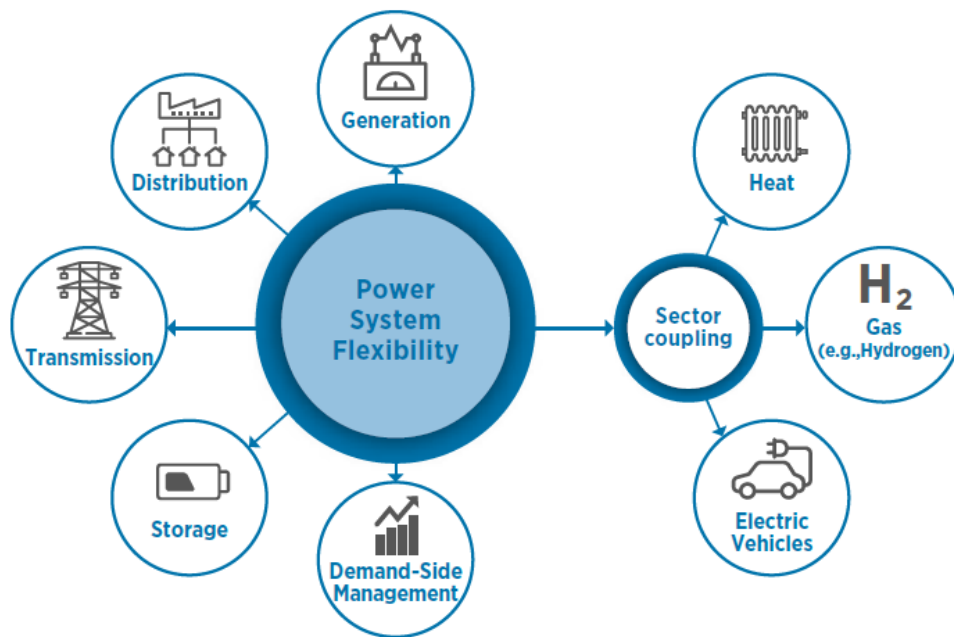 Generation
Distribution
Heat
Power
System
Flexibility
Sector
coupling
H2
Gas
(e.g.,Hydrogen)
Transmission
Storage
Demand-Side
Management
Electric
Vehicles